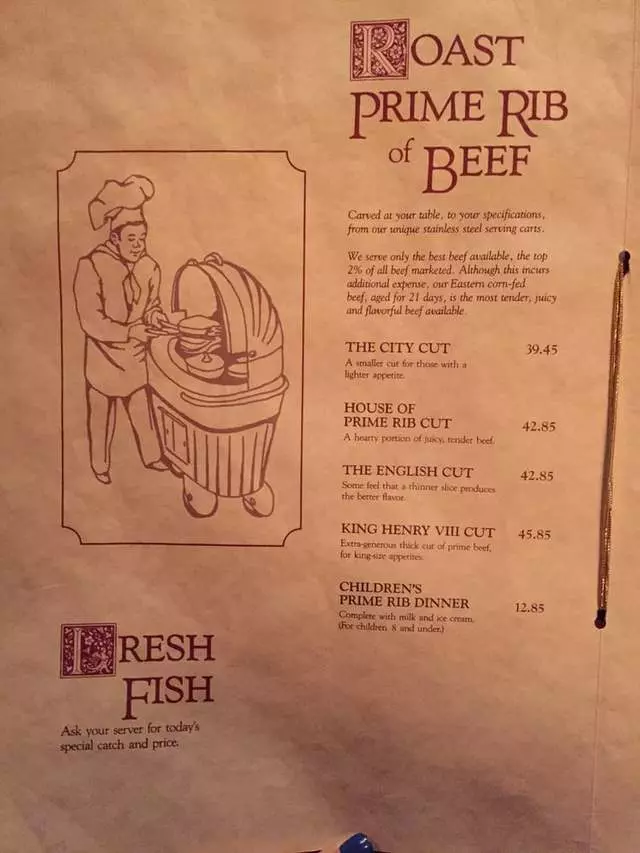 ROAST
PRIME RIB
of BEEF
Carved at your table, to your specifications,
from our unique stainless steel serving carts.
We serve only the best beef available, the top
2% of all beef marketed. Although this incurs
additional expense, our Eastern corn-fed
beef, aged for 21 days, is the most tender, juicy
and flavorful beef available.
THE CITY CUT 39.45
A smaller cut for those with a
lighter appetite.
HOUSE OF
PRIME RIB CUT 42.85
A hearty portion of juicy, tender beef.
THE ENGLISH CUT 42.85
Some feel that a thinner slice produces
the better flavor.
KING HENRY VIII CUT 45.85
Extra-generous thick cut of prime beef,
for king-size appetites.
CHILDREN'S
PRIME RIB DINNER 12.85
Complete with milk and ice cream.
(For children 8 and under.)
FRESH
FISH
Ask your server for today's
special catch and price.